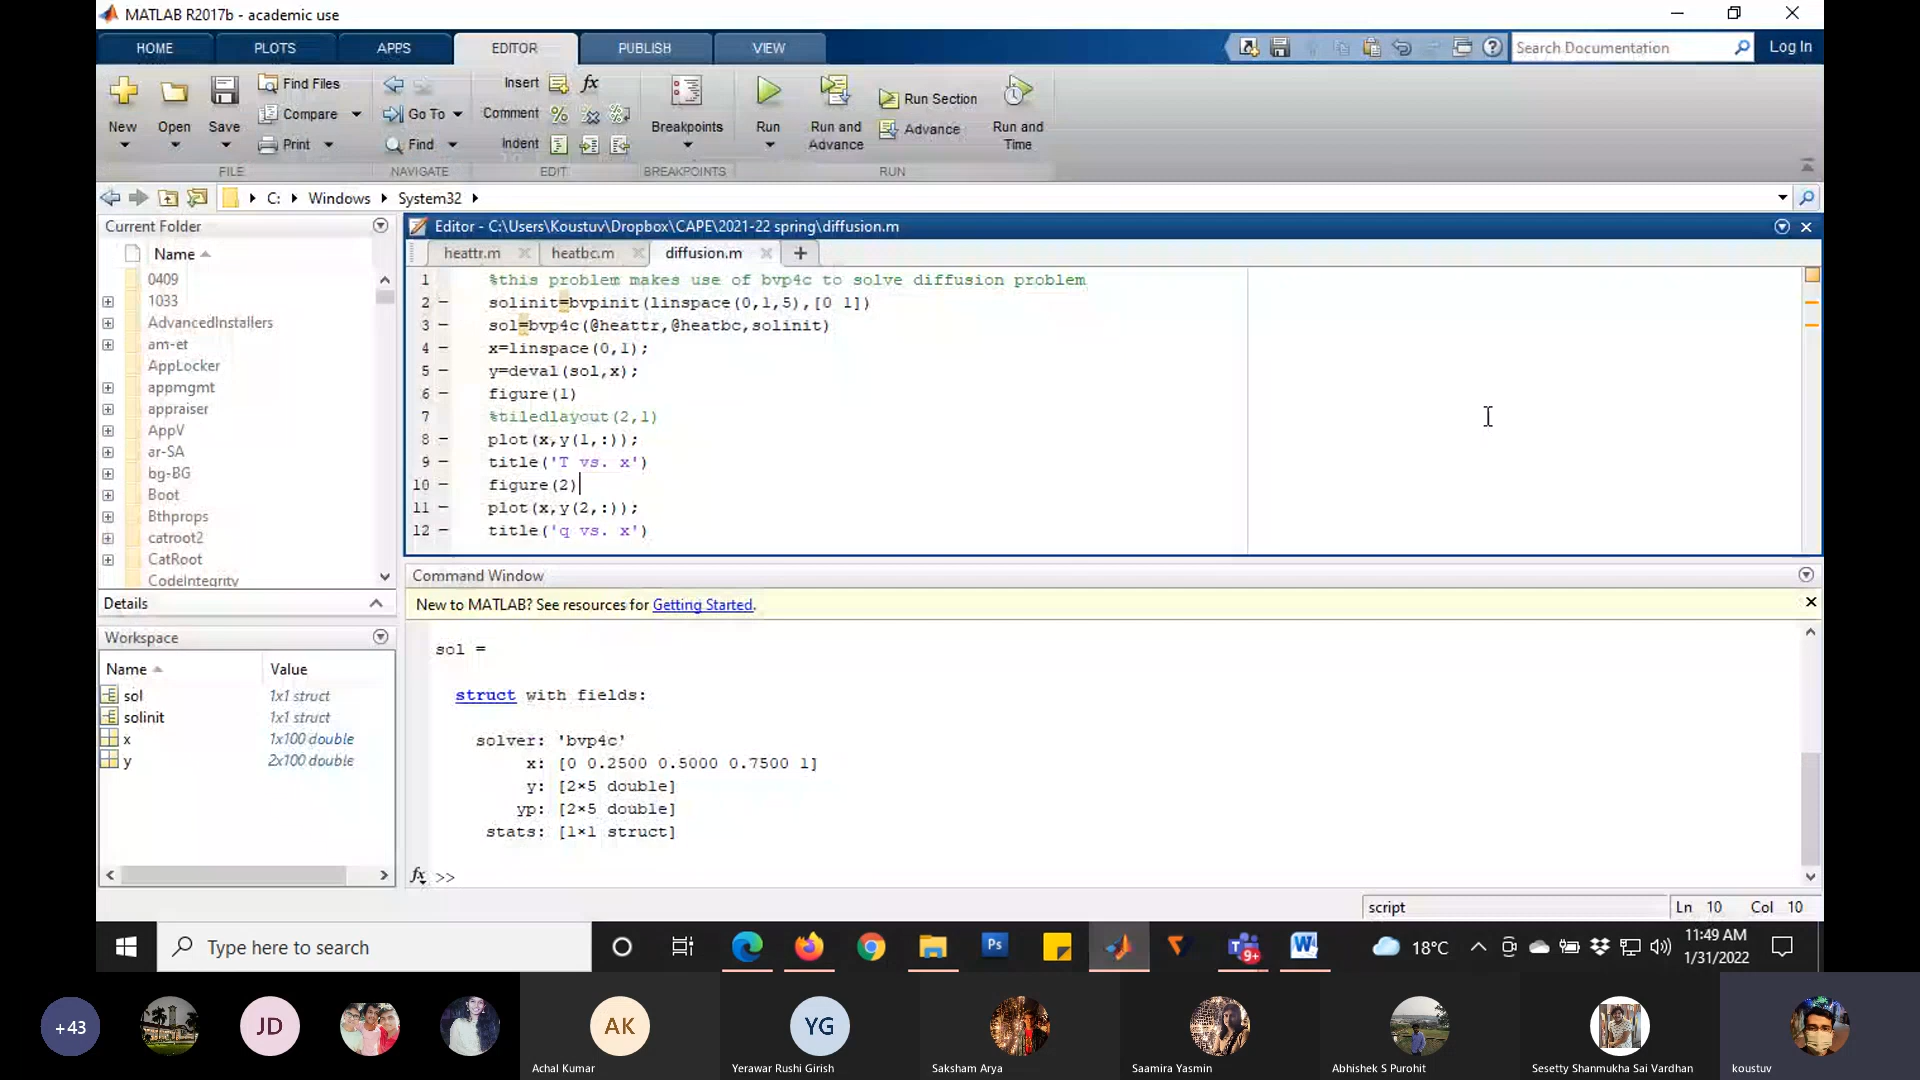 MATLAB R2017b - academic use
HOME PLOTS APPS EDITOR PUBLISH VIEW
Search Documentation
Log In
New
Open
Save
Find Files
Compare
Print
FILE
Go To
Find
NAVIGATE
Insert fx
Comment
Indent
EDIT
Breakpoints
BREAKPOINTS
Run
Run and Advance
Run Section
Advance
Run and Time
RUN
C: Windows System32
Current Folder
Name
0409
1033
AdvancedInstallers
am-et
AppLocker
appmgmt
appraiser
AppV
ar-SA
bg-BG
Boot
Bthprops
catroot2
CatRoot
CodeIntegrity
Details
Workspace
Name Value
sol 1x1 struct
solinit 1x1 struct
x 1x100 double
y 2x100 double
Editor - C:\Users\Koustuv\Dropbox\CAPE\2021-22 spring\diffusion.m
heattr.m heatbc.m diffusion.m
1 %this problem makes use of bvp4c to solve diffusion problem
2 solinit=bvpinit(linspace(0,1,5),[0 1])
3 sol=bvp4c(@heattr,@heatbc,solinit)
4 x=linspace(0,1);
5 y=deval(sol,x);
6 figure(1)
7 %tiledlayout(2,1)
8 plot(x,y(1,:));
9 title('T vs. x')
10 figure(2)
11 plot(x,y(2,:));
12 title('q vs. x')
Command Window
New to MATLAB? See resources for Getting Started.
sol =
struct with fields:
solver: 'bvp4c'
x: [0 0.2500 0.5000 0.7500 1]
y: [2×5 double]
yp: [2×5 double]
stats: [1×1 struct]
fx >>
script
Ln 10 Col 10
Type here to search
Ps
9+
W
18°C
11:49 AM
1/31/2022
+43
JD
AK
Achal Kumar
YG
Yerawar Rushi Girish
Saksham Arya
Saamira Yasmin
Abhishek S Purohit
Sesetty Shanmukha Sai Vardhan
koustuv